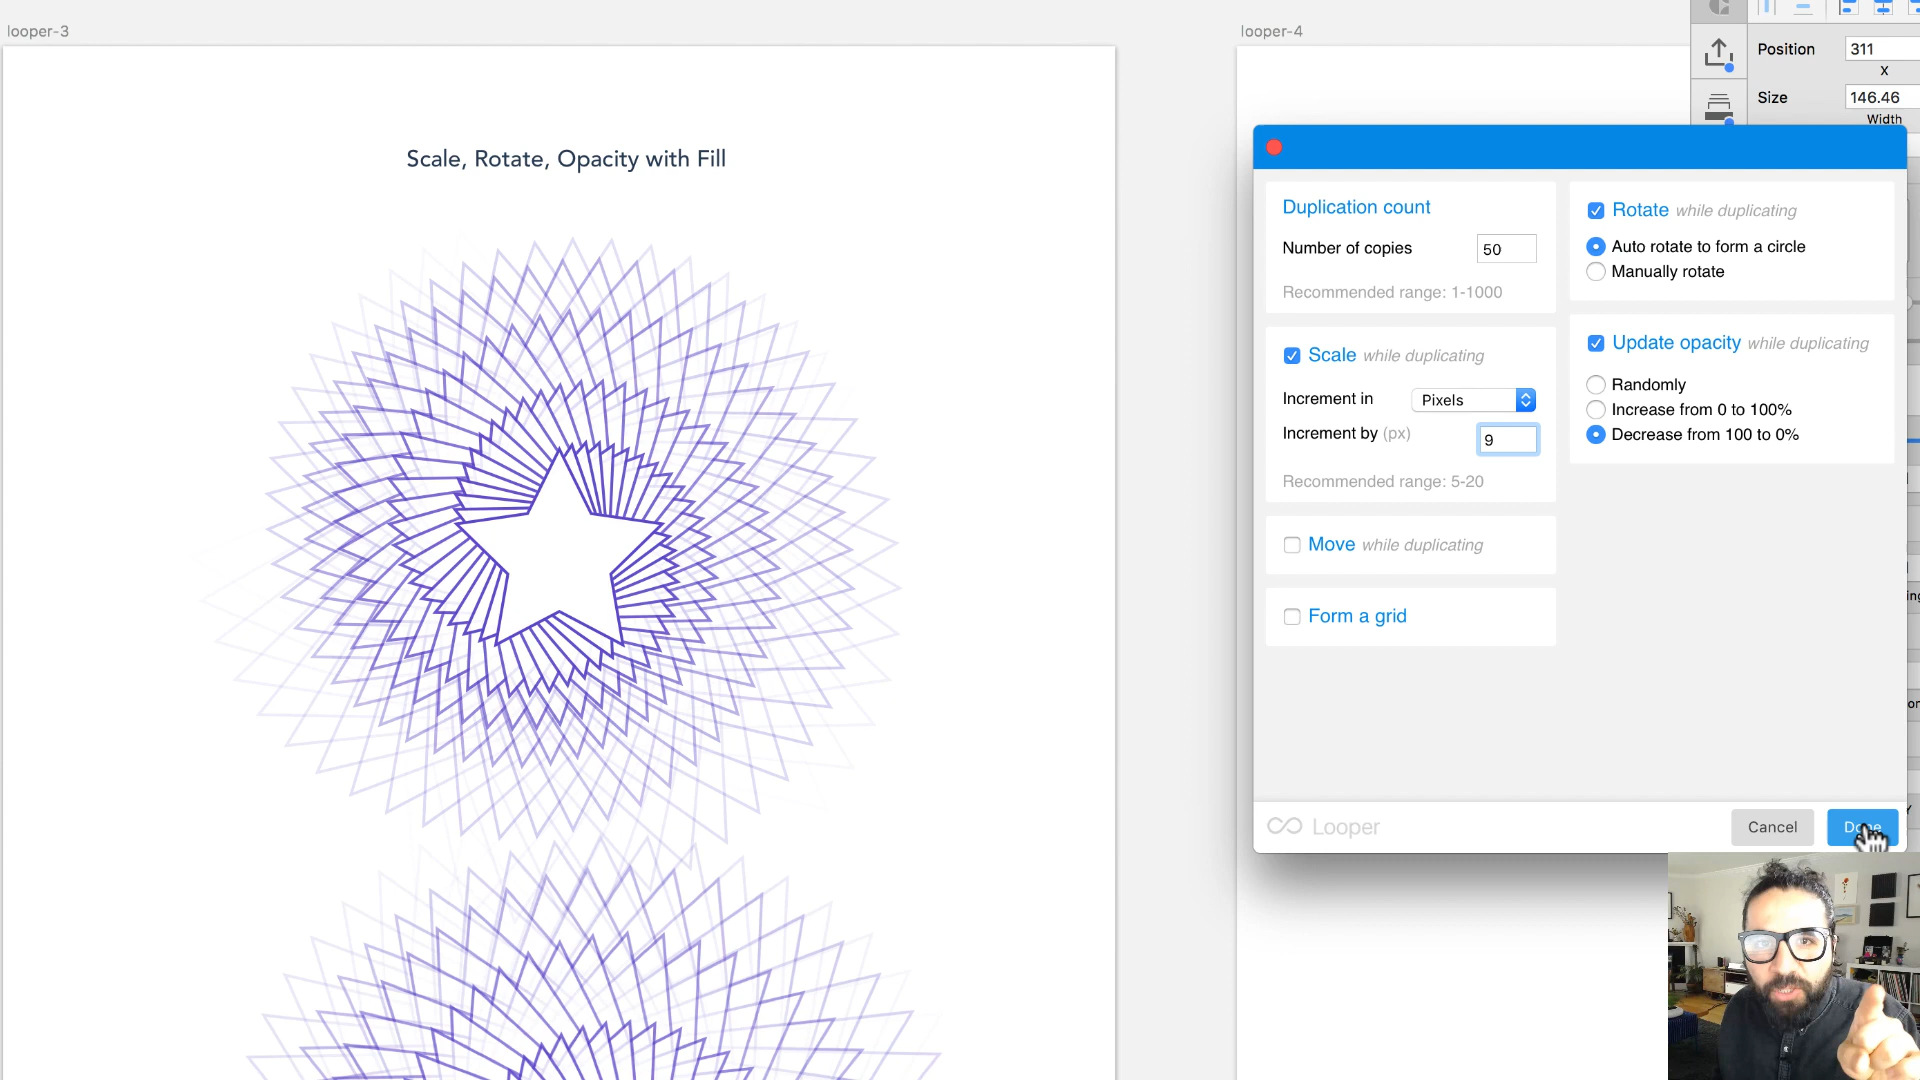 looper-3
looper-4
Scale, Rotate, Opacity with Fill
Position 311
X
Size 146.46
Width
Duplication count
Number of copies 50
Recommended range: 1-1000
Scale while duplicating
Increment in Pixels
Increment by (px) 9
Recommended range: 5-20
Move while duplicating
Form a grid
Rotate while duplicating
Auto rotate to form a circle
Manually rotate
Update opacity while duplicating
Randomly
Increase from 0 to 100%
Decrease from 100 to 0%
Looper
Cancel
Done